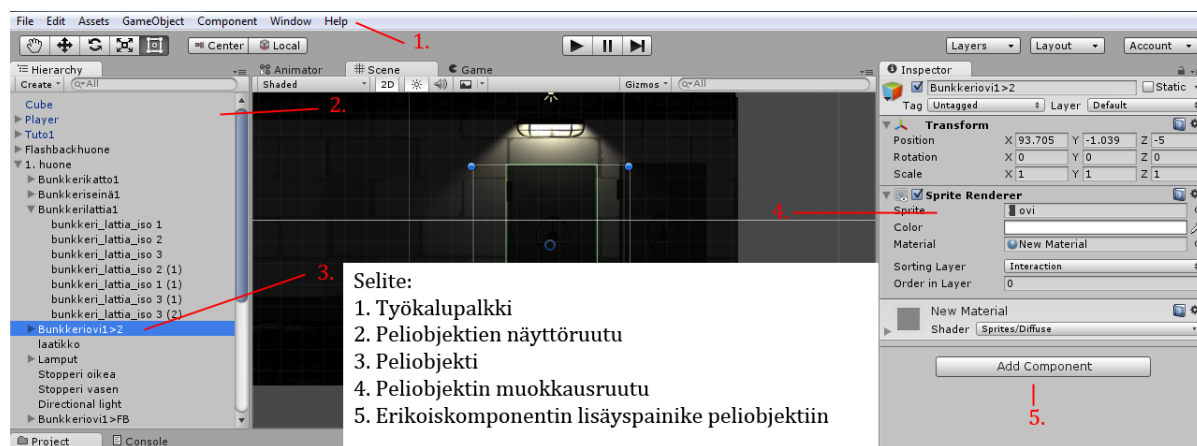 File Edit Assets GameObject Component Window Help
1.
Center Local
Layers Layout Account
Hierarchy
Create All
Cube
Player
Tuto1
Flashbackhuone
1. huone
Bunkkerikatto1
Bunkkeriseinä1
Bunkkerilattia1
bunkkeri_lattia_iso 1
bunkkeri_lattia_iso 2
bunkkeri_lattia_iso 3
bunkkeri_lattia_iso 2 (1)
bunkkeri_lattia_iso 1 (1)
bunkkeri_lattia_iso 3 (1)
bunkkeri_lattia_iso 3 (2)
Bunkkeriovi1>2
laatikko
Lamput
Stopperi oikea
Stopperi vasen
Directional light
Bunkkeriovi1>FB
Project Console
2.
3.
Animator Scene Game
Shaded 2D Gizmos All
4.
Selite:
1. Työkalupalkki
2. Peliobjektien näyttöruutu
3. Peliobjekti
4. Peliobjektin muokkausruutu
5. Erikoiskomponentin lisäyspainike peliobjektiin
Inspector
Bunkkeriovi1>2 Static
Tag Untagged Layer Default
Transform
Position X 93.705 Y -1.039 Z -5
Rotation X 0 Y 0 Z 0
Scale X 1 Y 1 Z 1
Sprite Renderer
Sprite ovi
Color
Material New Material
Sorting Layer Interaction
Order in Layer 0
New Material
Shader Sprites/Diffuse
Add Component
5.